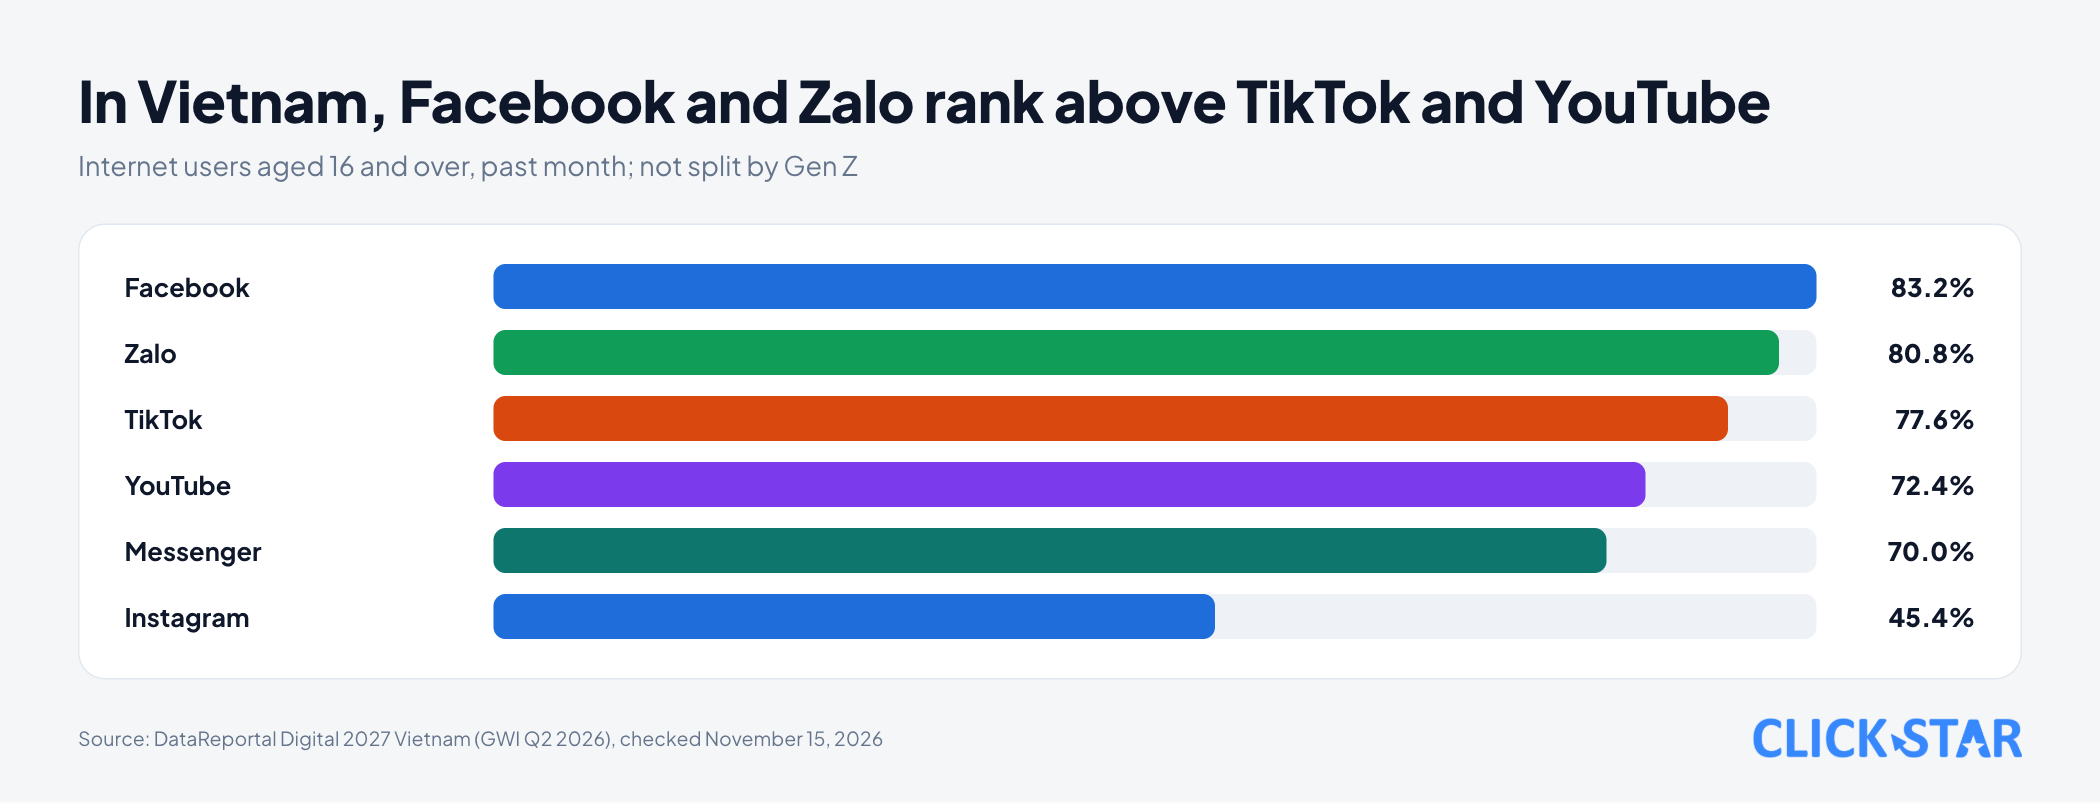 In Vietnam, Facebook and Zalo rank above TikTok and YouTube
Internet users aged 16 and over, past month; not split by Gen Z
Facebook 83.2%
Zalo 80.8%
TikTok 77.6%
YouTube 72.4%
Messenger 70.0%
Instagram 45.4%
Source: DataReportal Digital 2027 Vietnam (GWI Q2 2026), checked November 15, 2026
CLICK STAR